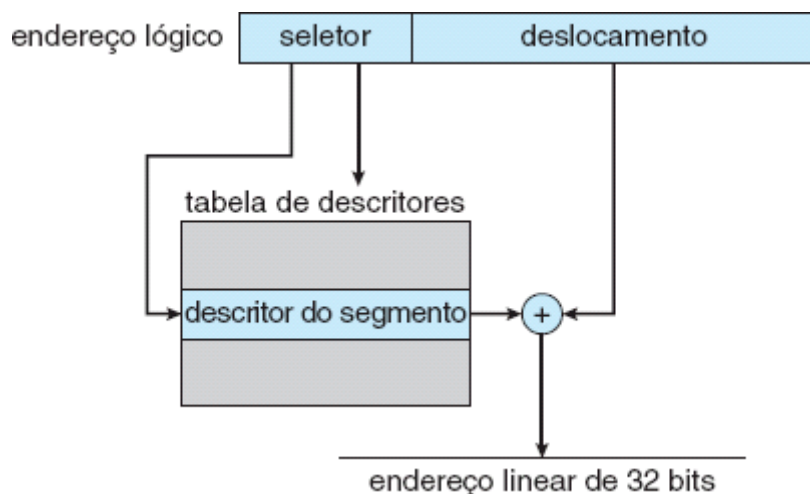 endereço lógico
seletor
deslocamento
tabela de descritores
descritor do segmento
+
endereço linear de 32 bits